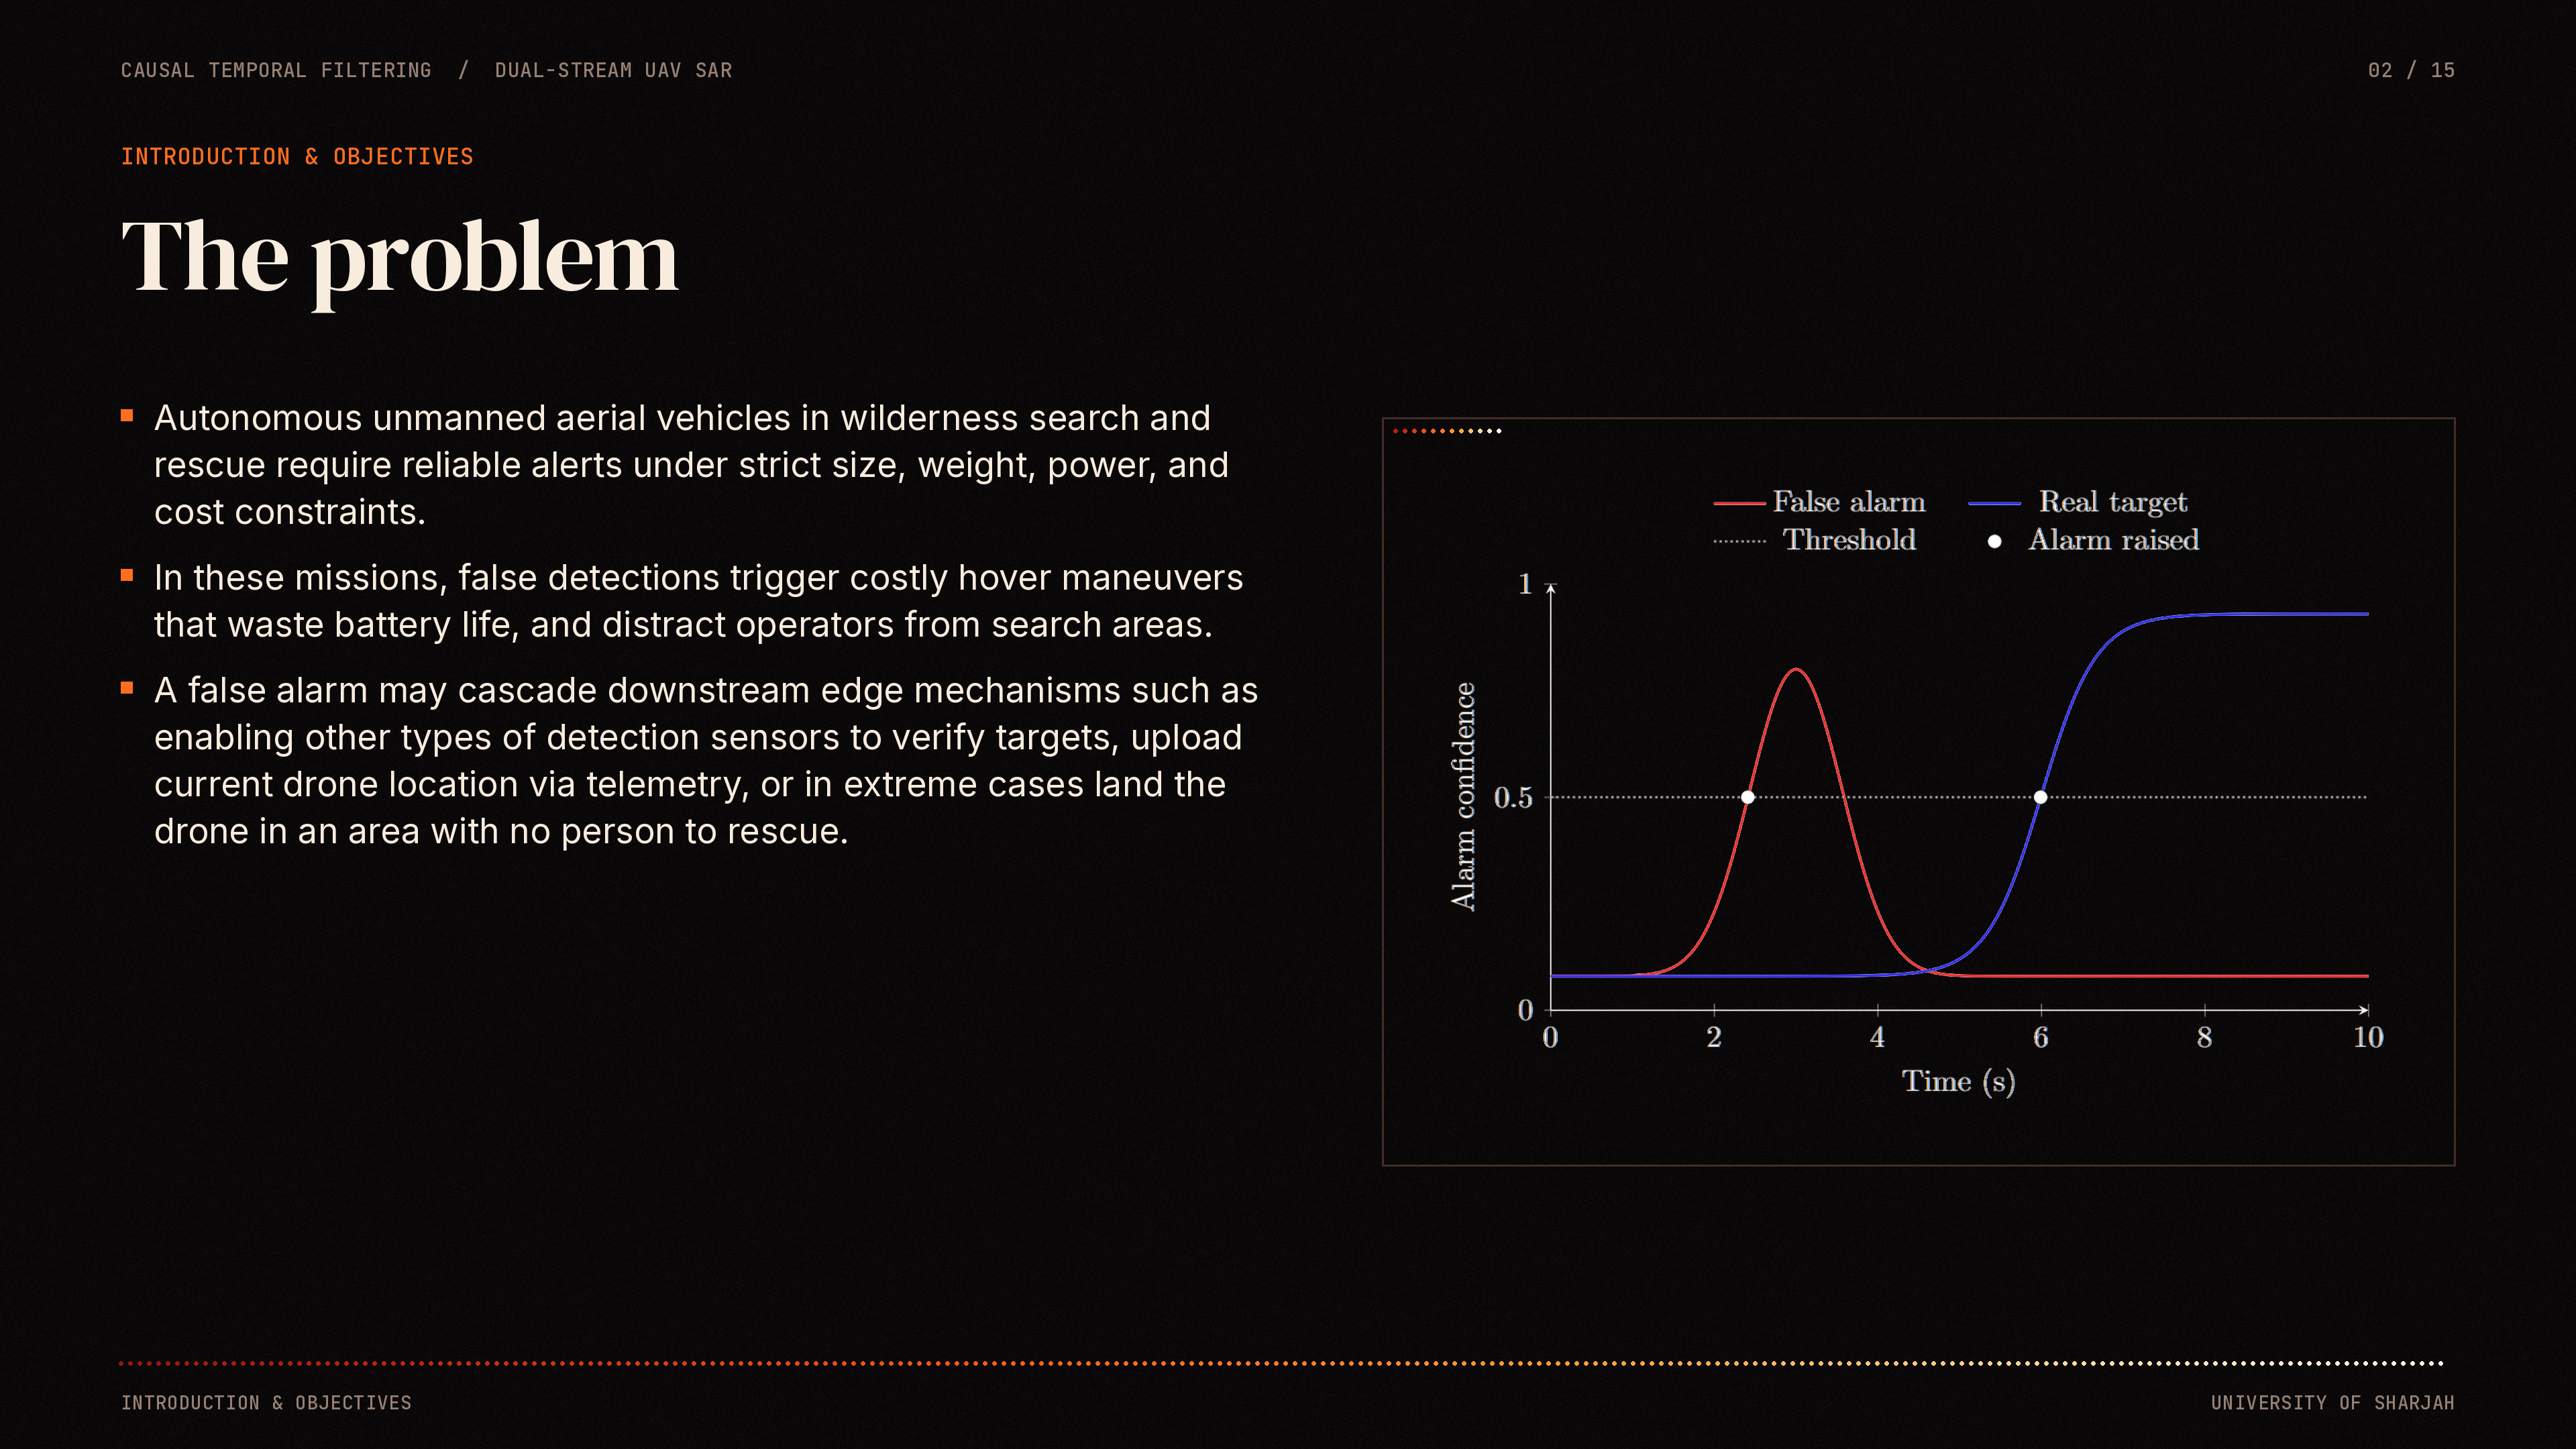 CAUSAL TEMPORAL FILTERING / DUAL-STREAM UAV SAR
02 / 15
INTRODUCTION & OBJECTIVES
The problem
Autonomous unmanned aerial vehicles in wilderness search and
rescue require reliable alerts under strict size, weight, power, and
cost constraints.
In these missions, false detections trigger costly hover maneuvers
that waste battery life, and distract operators from search areas.
A false alarm may cascade downstream edge mechanisms such as
enabling other types of detection sensors to verify targets, upload
current drone location via telemetry, or in extreme cases land the
drone in an area with no person to rescue.
False alarm Real target
Threshold Alarm raised
Alarm confidence
1
0.5
0
0 2 4 6 8 10
Time (s)
INTRODUCTION & OBJECTIVES
UNIVERSITY OF SHARJAH